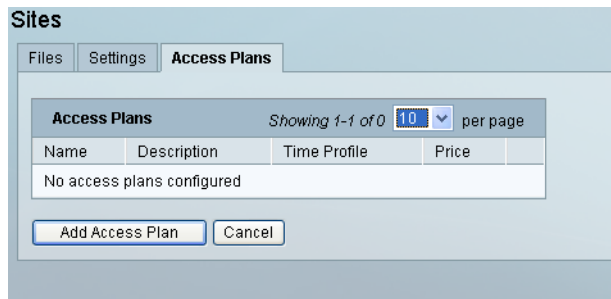 Sites
Files Settings Access Plans
Access Plans Showing 1-1 of 0 10 per page
Name Description Time Profile Price
No access plans configured
Add Access Plan Cancel